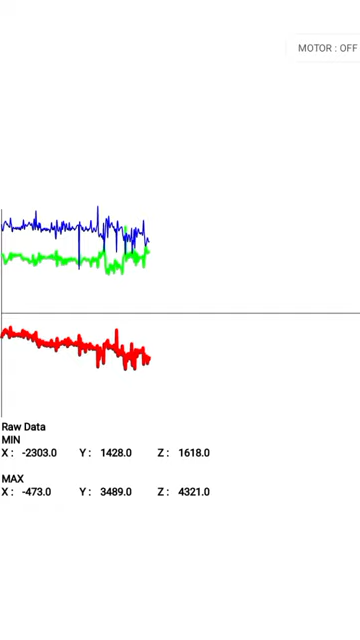 MOTOR : OFF
Raw Data
MIN
X : -2303.0 Y : 1428.0 Z : 1618.0
MAX
X : -473.0 Y : 3489.0 Z : 4321.0